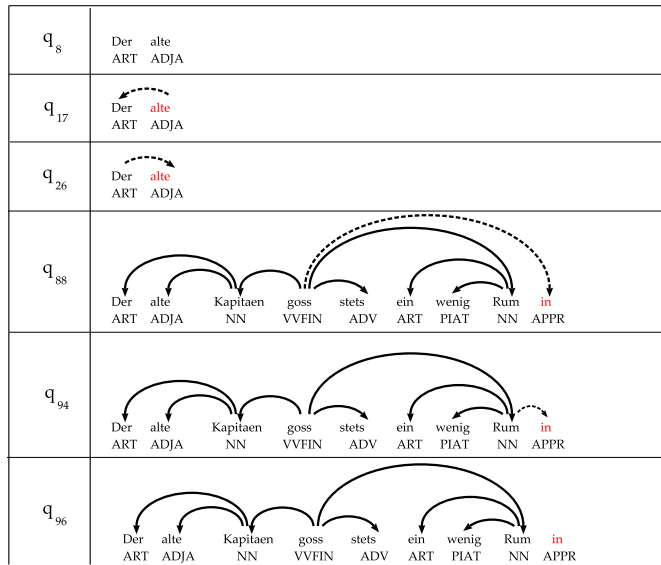 q8
Der alte
ART ADJA
q17
Der alte
ART ADJA
q26
Der alte
ART ADJA
q88
Der alte Kapitaen goss stets ein wenig Rum in
ART ADJA NN VVFIN ADV ART PIAT NN APPR
q94
Der alte Kapitaen goss stets ein wenig Rum in
ART ADJA NN VVFIN ADV ART PIAT NN APPR
q96
Der alte Kapitaen goss stets ein wenig Rum in
ART ADJA NN VVFIN ADV ART PIAT NN APPR